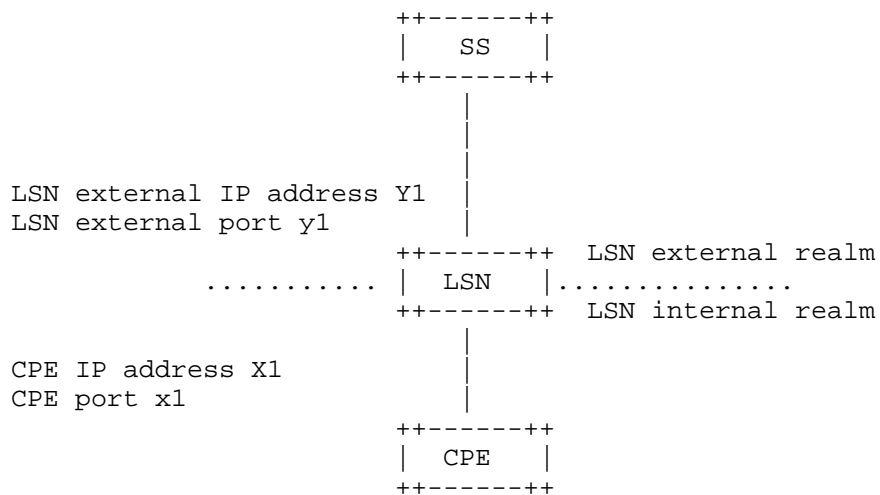 SS
LSN external IP address Y1
LSN external port y1
LSN external realm
LSN
LSN internal realm
CPE IP address X1
CPE port x1
CPE